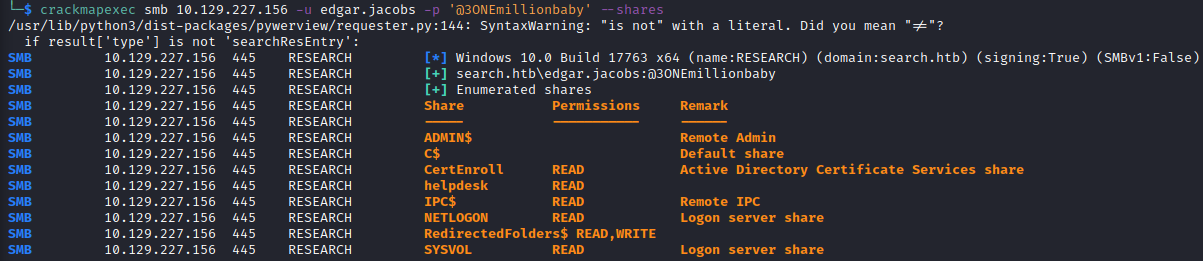 └─$ crackmapexec smb 10.129.227.156 -u edgar.jacobs -p '@3ONEmillionbaby' --shares
/usr/lib/python3/dist-packages/pywerview/requester.py:144: SyntaxWarning: "is not" with a literal. Did you mean "≠"?
  if result['type'] is not 'searchResEntry':
SMB         10.129.227.156  445    RESEARCH         [*] Windows 10.0 Build 17763 x64 (name:RESEARCH) (domain:search.htb) (signing:True) (SMBv1:False)
SMB         10.129.227.156  445    RESEARCH         [+] search.htb\edgar.jacobs:@3ONEmillionbaby
SMB         10.129.227.156  445    RESEARCH         [+] Enumerated shares
SMB         10.129.227.156  445    RESEARCH         Share           Permissions     Remark
SMB         10.129.227.156  445    RESEARCH         -----           -----------     ------
SMB         10.129.227.156  445    RESEARCH         ADMIN$                          Remote Admin
SMB         10.129.227.156  445    RESEARCH         C$                              Default share
SMB         10.129.227.156  445    RESEARCH         CertEnroll      READ            Active Directory Certificate Services share
SMB         10.129.227.156  445    RESEARCH         helpdesk        READ
SMB         10.129.227.156  445    RESEARCH         IPC$            READ            Remote IPC
SMB         10.129.227.156  445    RESEARCH         NETLOGON        READ            Logon server share
SMB         10.129.227.156  445    RESEARCH         RedirectedFolders$ READ,WRITE
SMB         10.129.227.156  445    RESEARCH         SYSVOL          READ            Logon server share